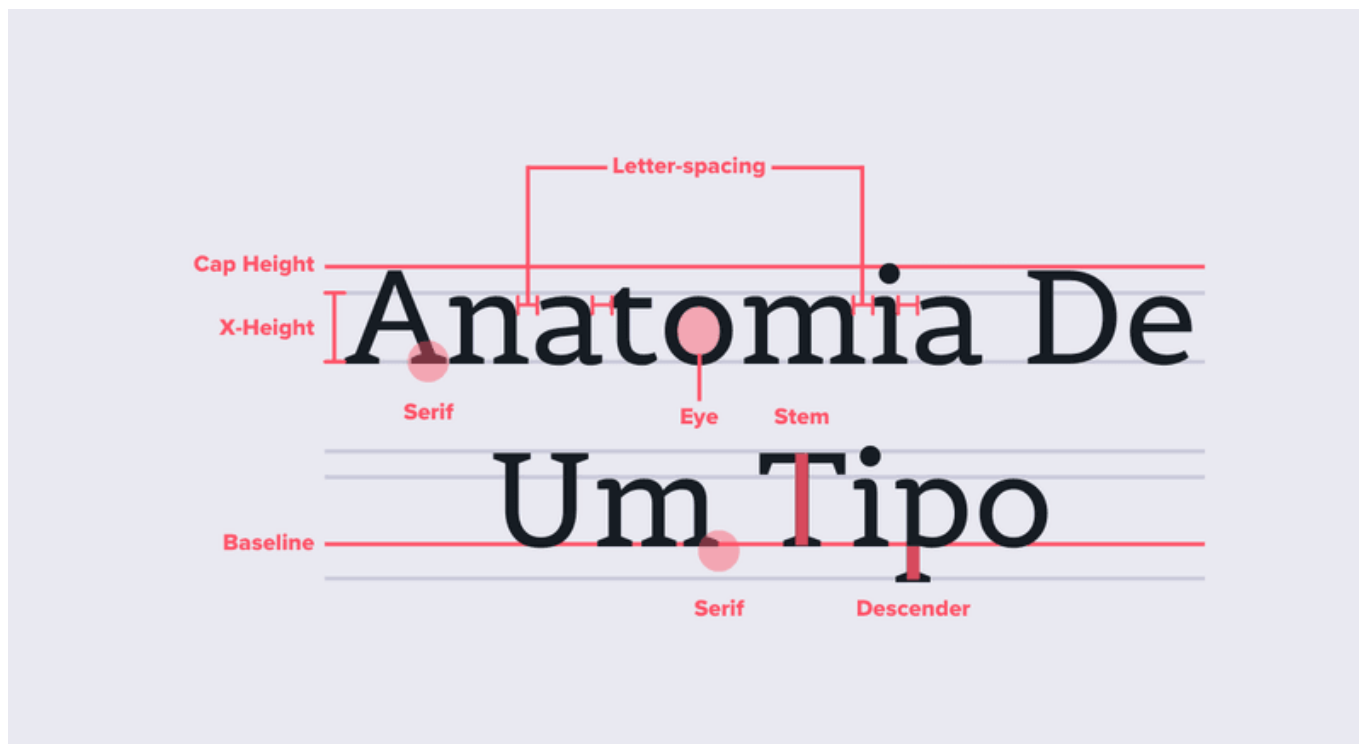 Letter-spacing
Cap Height
X-Height
Anatomia De
Serif
Eye
Stem
Um Tipo
Baseline
Serif
Descender